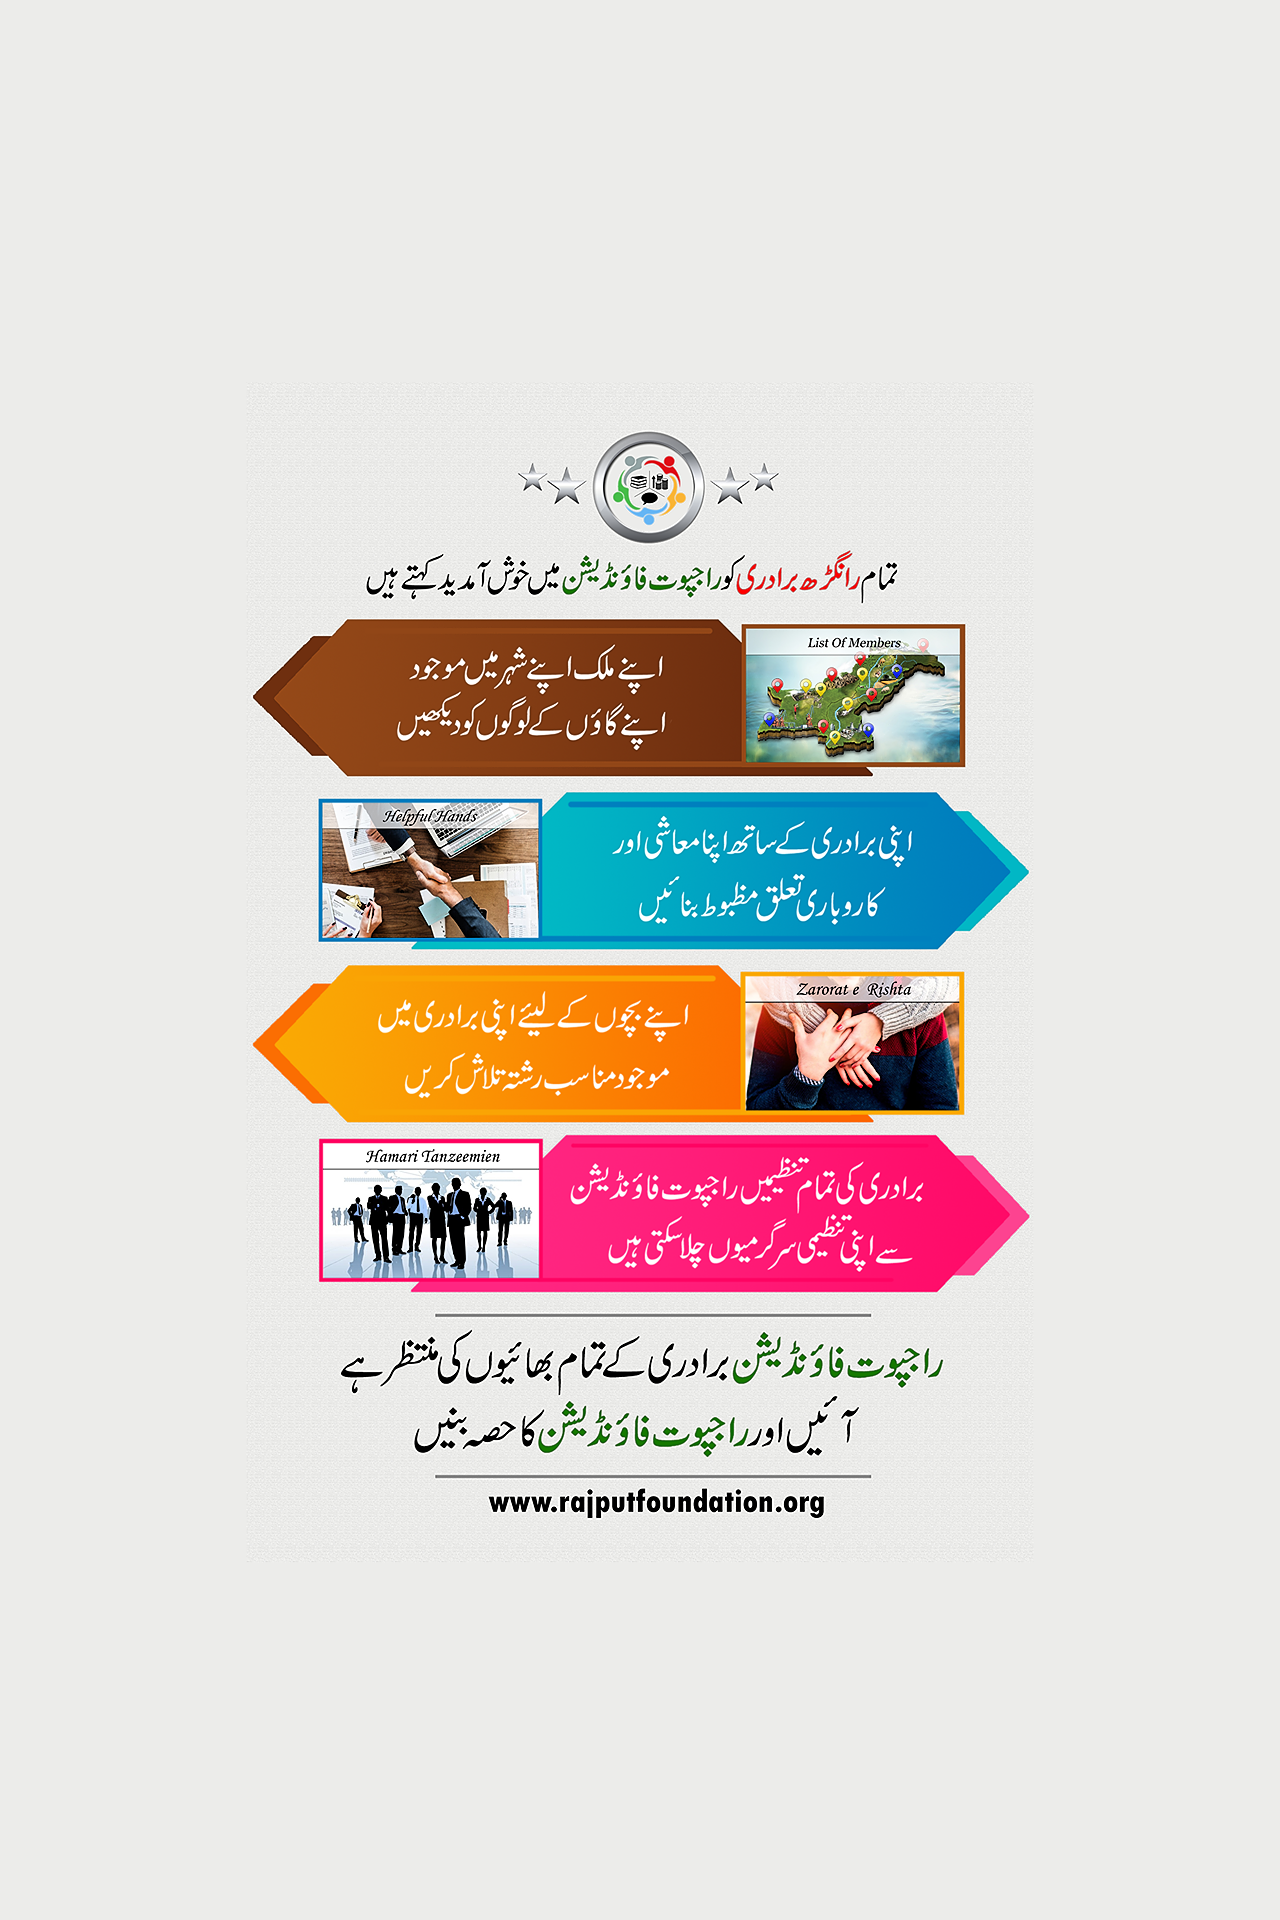 تمام رانگڑھ برادری کو راجپوت فاؤنڈیشن میں خوش آمدید کہتے ہیں
List Of Members
اپنے ملک اپنے شہر میں موجود
اپنے گاؤں کے لوگوں کو دیکھیں
Helpful Hands
اپنی برادری کے ساتھ اپنا معاشی اور
کاروباری تعلق مظبوط بنائیں
Zarorat e Rishta
اپنے بچوں کے لیئے اپنی برادری میں
موجود مناسب رشتہ تلاش کریں
Hamari Tanzeemien
برادری کی تمام تنظیمیں راجپوت فاؤنڈیشن
سے اپنی تنظیمی سرگرمیوں چلا سکتی ہیں
راجپوت فاؤنڈیشن برادری کے تمام بھائیوں کی منتظر ہے
آئیں اور راجپوت فاؤنڈیشن کا حصہ بنیں
www.rajputfoundation.org